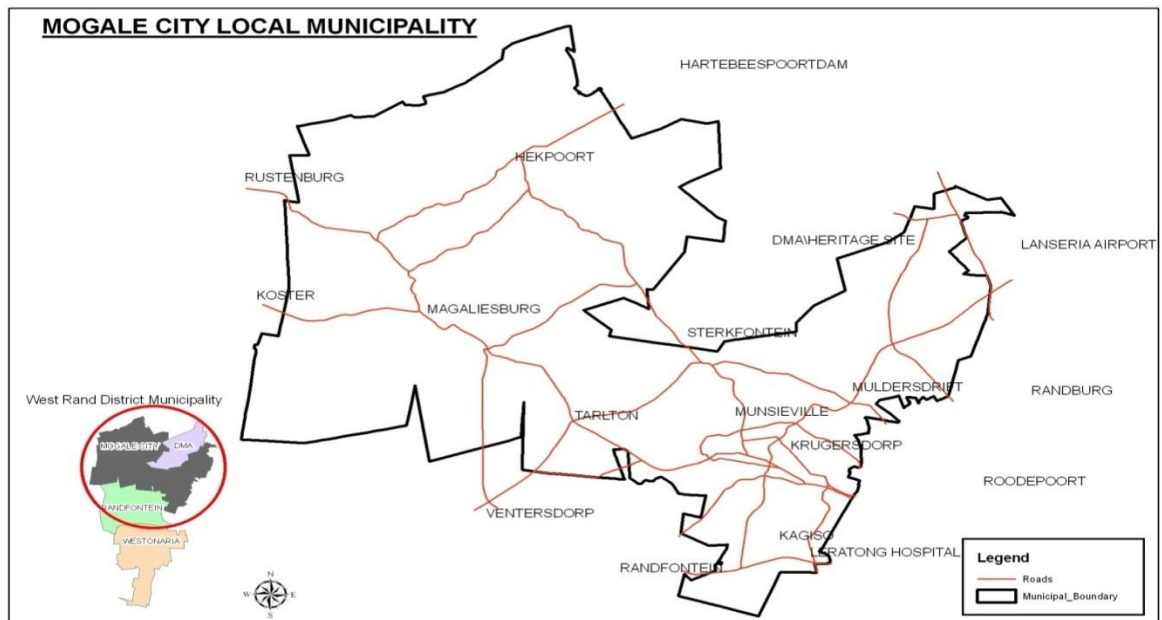 MOGALE CITY LOCAL MUNICIPALITY
HARTEBEESPOORTDAM
HEKPOORT
RUSTENBURG
DMA\HERITAGE SITE
LANSERIA AIRPORT
KOSTER
MAGALIESBURG
STERKFONTEIN
MULDERSDRIFT
RANDBURG
West Rand District Municipality
TARLTON
MUNSIEVILLE
KRUGERSDORP
MOGALE CITY
DMA
ROODEPOORT
RANDFONTEIN
VENTERSDORP
WESTONARIA
KAGISO
LERATONG HOSPITAL
RANDFONTEIN
N
W
E
S
Legend
Roads
Municipal_Boundary